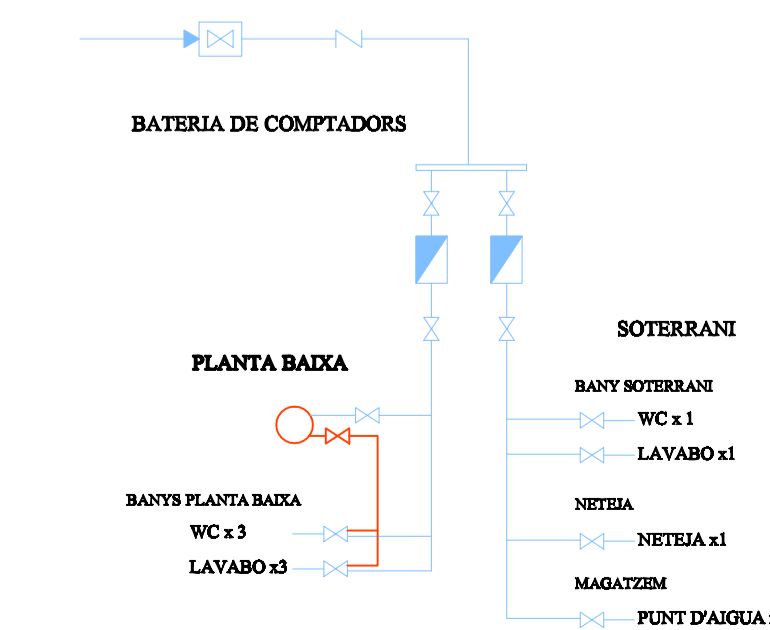 BATERIA DE COMPTADORS
SOTERRANI
PLANTA BAIXA
BANY SOTERRANI
WC x 1
LAVABO x1
BANYS PLANTA BAIXA
WC x 3
LAVABO x3
NETEJA
NETEJA x1
MAGATZEM
PUNT D'AIGUA